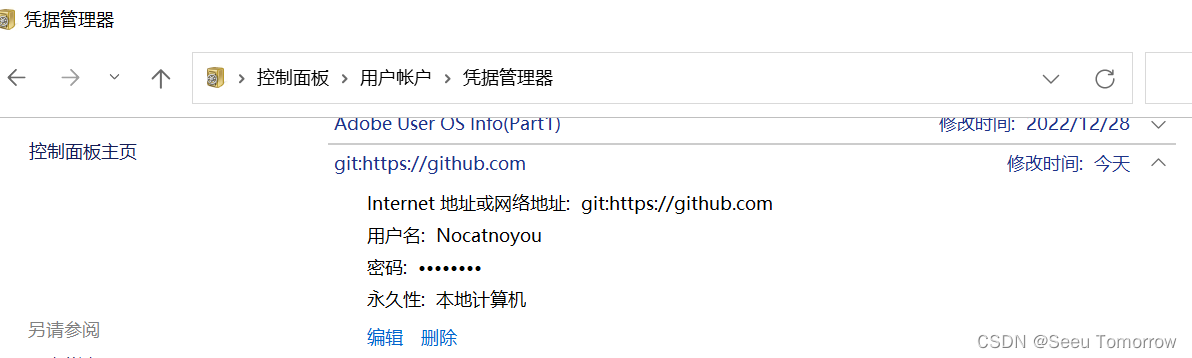 凭据管理器
控制面板 › 用户帐户 › 凭据管理器
Adobe User OS Info(Part1) 修改时间: 2022/12/28
控制面板主页
git:https://github.com 修改时间: 今天
Internet 地址或网络地址: git:https://github.com
用户名: Nocatnoyou
密码: ••••••••
永久性: 本地计算机
另请参阅
编辑 删除
CSDN @Seeu Tomorrow